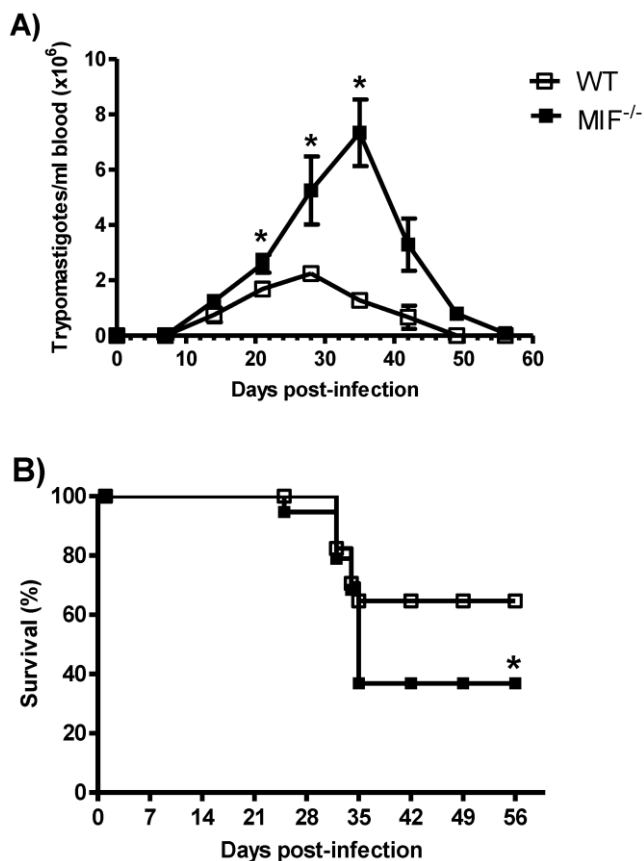 A)
Trypomastigotes/ml blood (x10⁶)
10
8
6
4
2
0
*
*
*
WT
MIF⁻/⁻
0 10 20 30 40 50 60
Days post-infection
B)
Survival (%)
100
80
60
40
20
0
*
0 7 14 21 28 35 42 49 56
Days post-infection